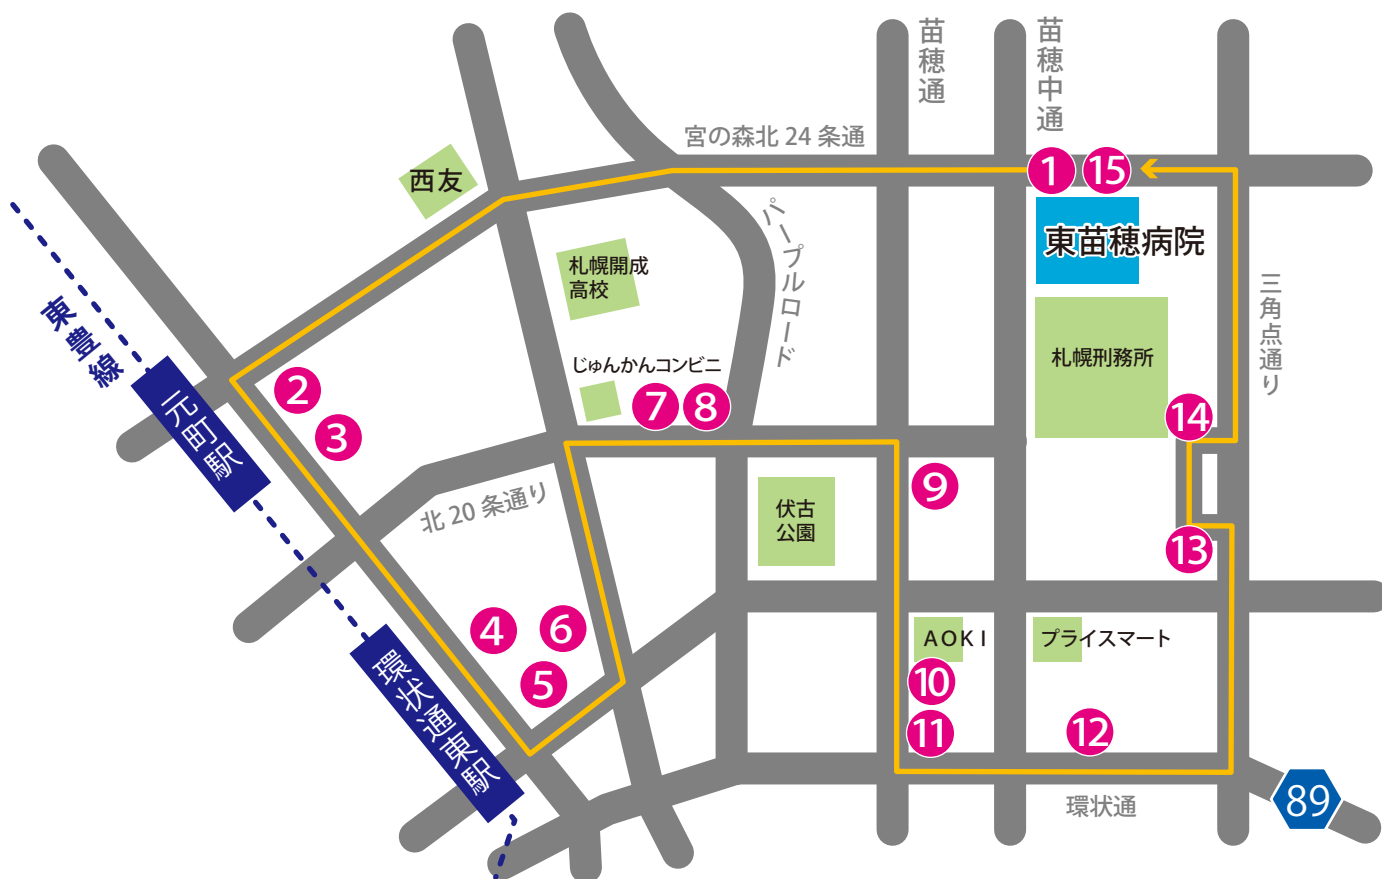 苗穂通
苗穂中通
宮の森北24条通
1
15
西友
東苗穂病院
パープルロード
札幌開成
高校
三角点通り
東豊線
札幌刑務所
じゅんかんコンビニ
元町駅
2
3
7
8
14
北20条通り
9
伏古
公園
13
4
6
5
AOKI
プライスマート
環状通東駅
10
11
12
環状通
89